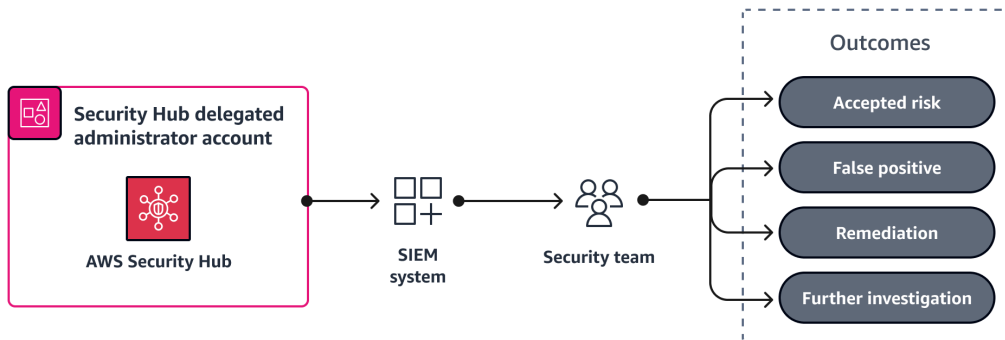 Security Hub delegated
administrator account
AWS Security Hub
SIEM
system
Security team
Outcomes
Accepted risk
False positive
Remediation
Further investigation